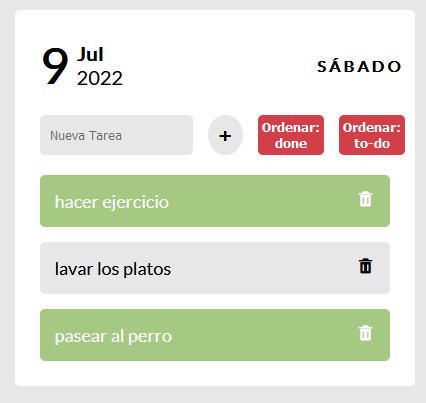 9 Jul
2022
SÁBADO
Nueva Tarea
+
Ordenar:
done
Ordenar:
to-do
hacer ejercicio
lavar los platos
pasear al perro